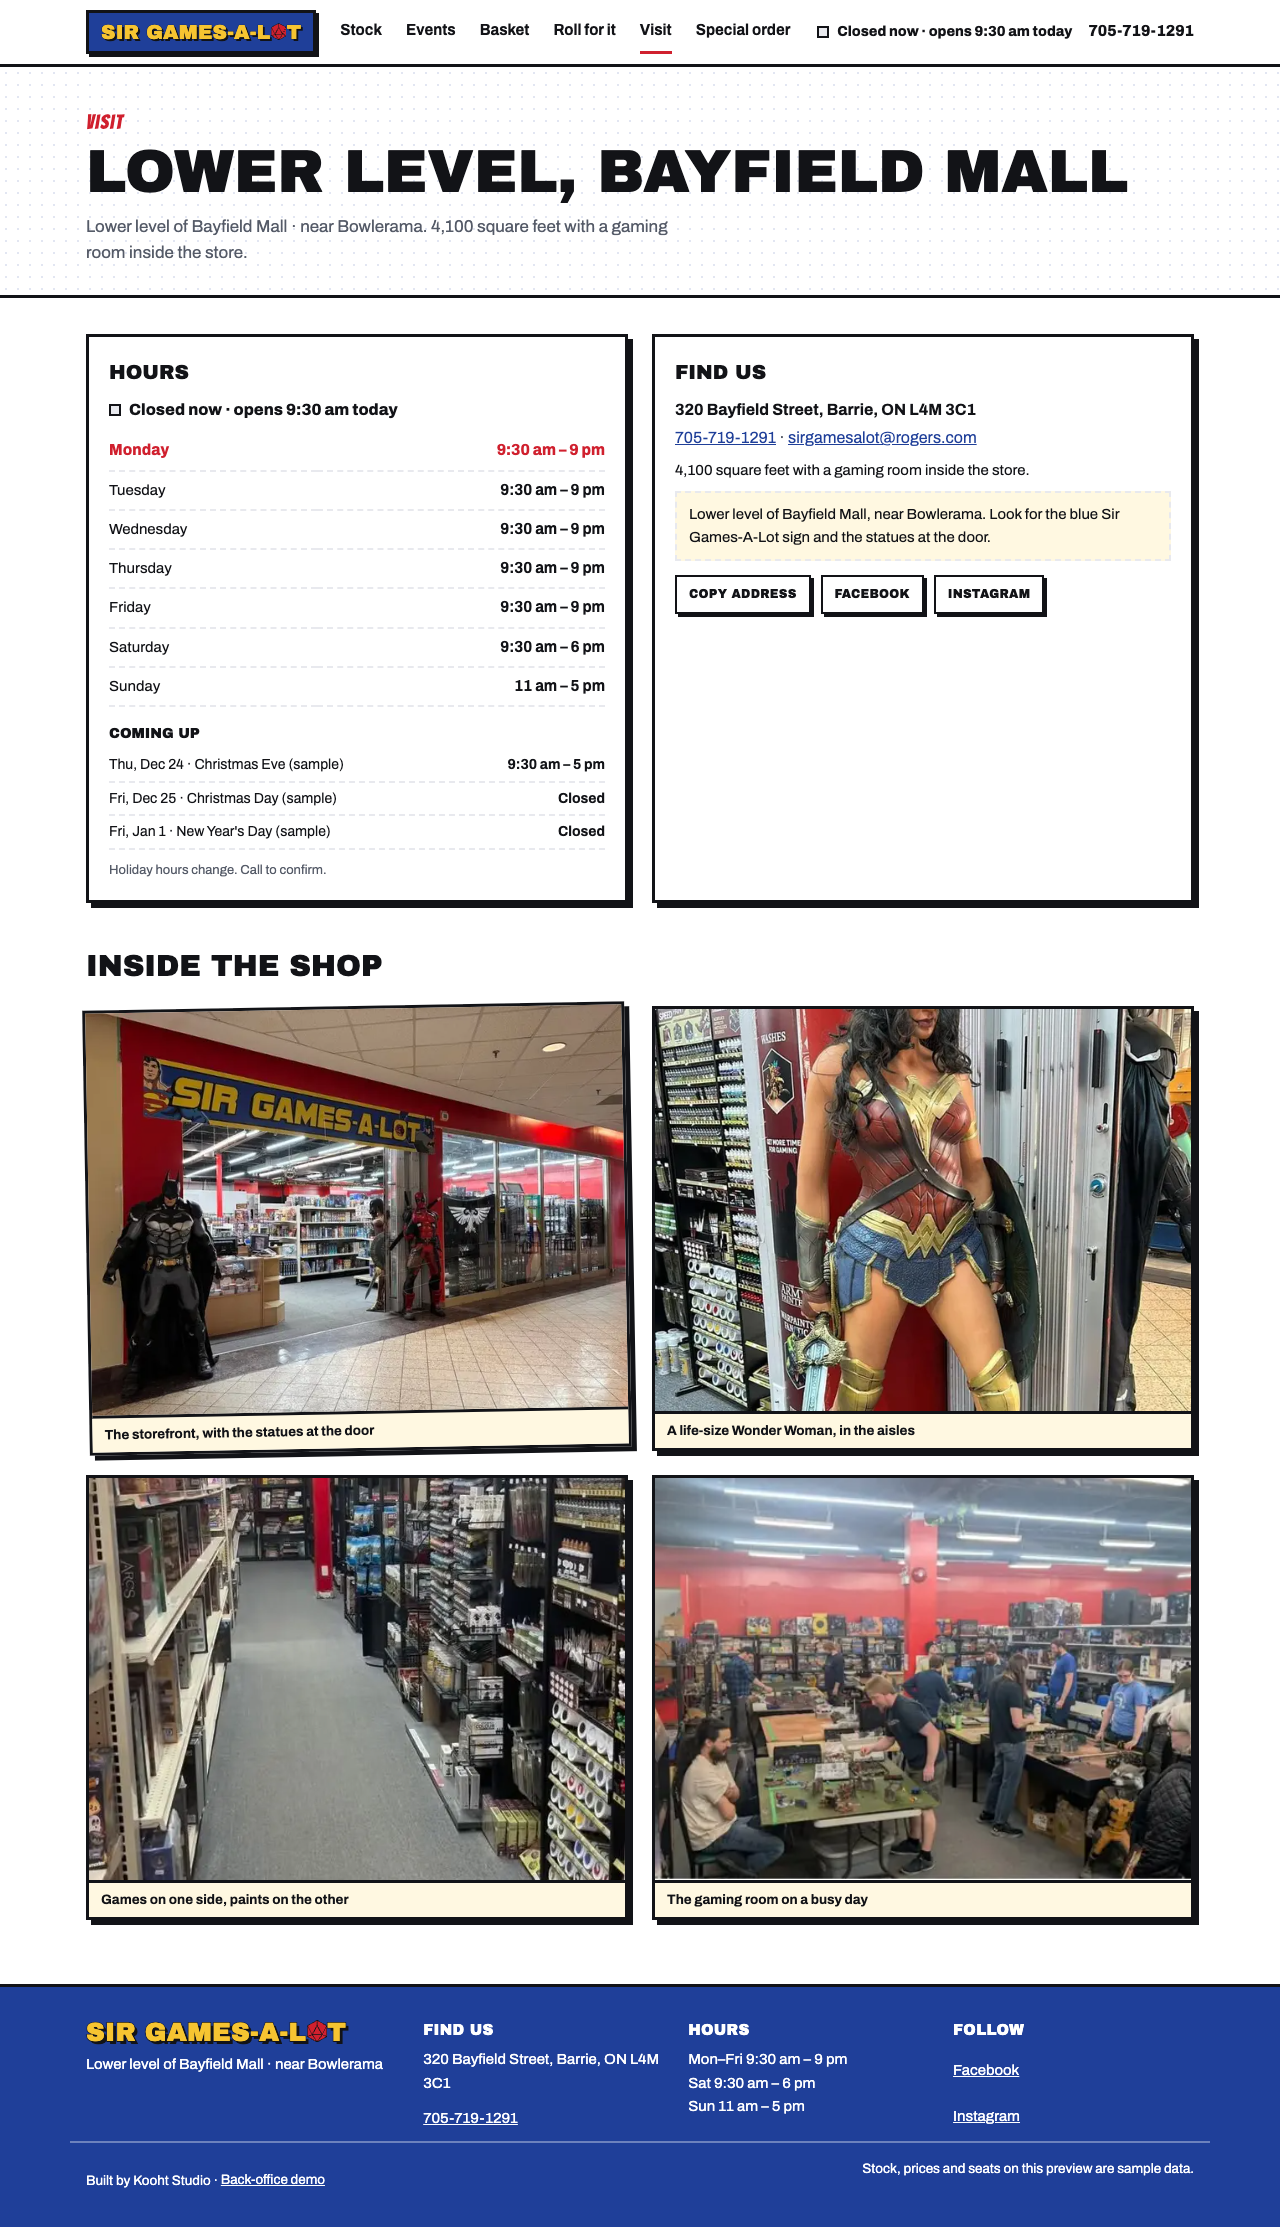 SIR GAMES-A-LOT
Stock
Events
Basket
Roll for it
Visit
Special order
Closed now · opens 9:30 am today
705-719-1291
VISIT
LOWER LEVEL, BAYFIELD MALL
Lower level of Bayfield Mall · near Bowlerama. 4,100 square feet with a gaming
room inside the store.
HOURS
Closed now · opens 9:30 am today
Monday 9:30 am – 9 pm
Tuesday 9:30 am – 9 pm
Wednesday 9:30 am – 9 pm
Thursday 9:30 am – 9 pm
Friday 9:30 am – 9 pm
Saturday 9:30 am – 6 pm
Sunday 11 am – 5 pm
COMING UP
Thu, Dec 24 · Christmas Eve (sample) 9:30 am – 5 pm
Fri, Dec 25 · Christmas Day (sample) Closed
Fri, Jan 1 · New Year's Day (sample) Closed
Holiday hours change. Call to confirm.
FIND US
320 Bayfield Street, Barrie, ON L4M 3C1
705-719-1291 · sirgamesalot@rogers.com
4,100 square feet with a gaming room inside the store.
Lower level of Bayfield Mall, near Bowlerama. Look for the blue Sir
Games-A-Lot sign and the statues at the door.
COPY ADDRESS
FACEBOOK
INSTAGRAM
INSIDE THE SHOP
SIR GAMES-A-LOT
The storefront, with the statues at the door
WASHES
GET MORE TIME
FOR GAMING
ARMY
PAINTER
WARPAINTS
FANATIC
A life-size Wonder Woman, in the aisles
ARCS
Games on one side, paints on the other
The gaming room on a busy day
SIR GAMES-A-LOT
Lower level of Bayfield Mall · near Bowlerama
FIND US
320 Bayfield Street, Barrie, ON L4M
3C1
705-719-1291
HOURS
Mon–Fri 9:30 am – 9 pm
Sat 9:30 am – 6 pm
Sun 11 am – 5 pm
FOLLOW
Facebook
Instagram
Built by Kooht Studio · Back-office demo
Stock, prices and seats on this preview are sample data.